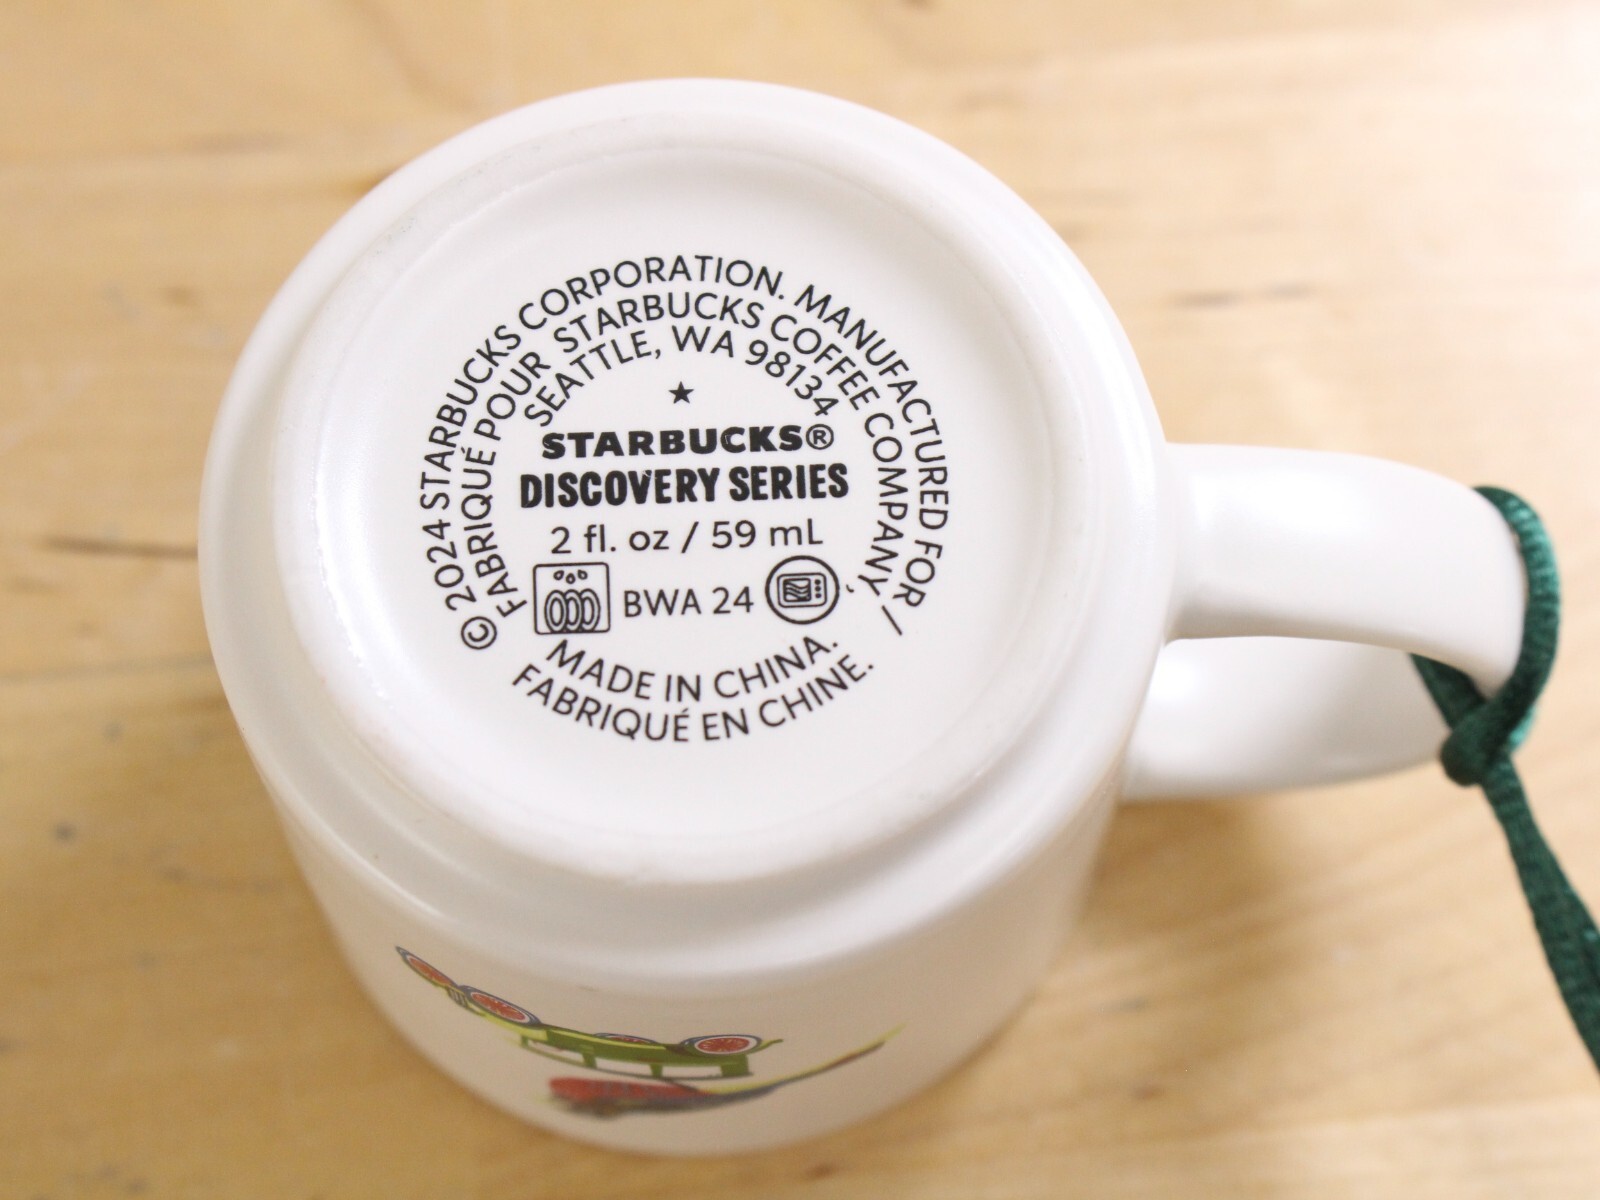 © 2024 STARBUCKS CORPORATION. MANUFACTURED FOR
FABRIQUÉ POUR STARBUCKS COFFEE COMPANY /
SEATTLE, WA 98134
STARBUCKS®
DISCOVERY SERIES
2 fl. oz / 59 mL
BWA 24
MADE IN CHINA.
FABRIQUÉ EN CHINE.